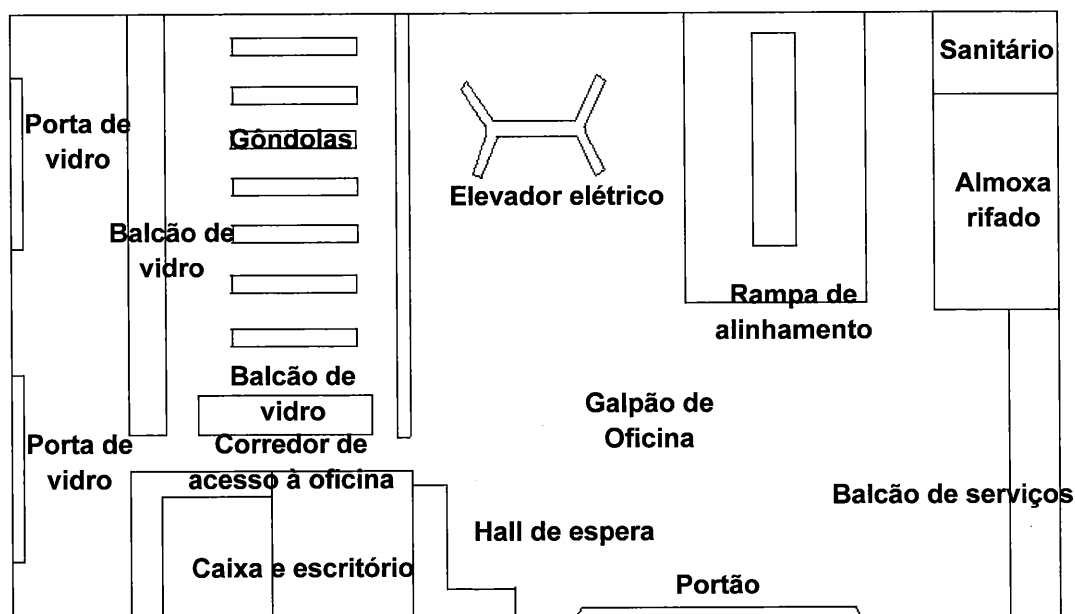 Sanitário
Porta de
vidro
Gôndolas
Elevador elétrico
Almoxa
rifado
Balcão de
vidro
Rampa de
alinhamento
Balcão de
vidro
Galpão de
Oficina
Porta de
vidro
Corredor de
acesso à oficina
Balcão de serviços
Hall de espera
Caixa e escritório
Portão